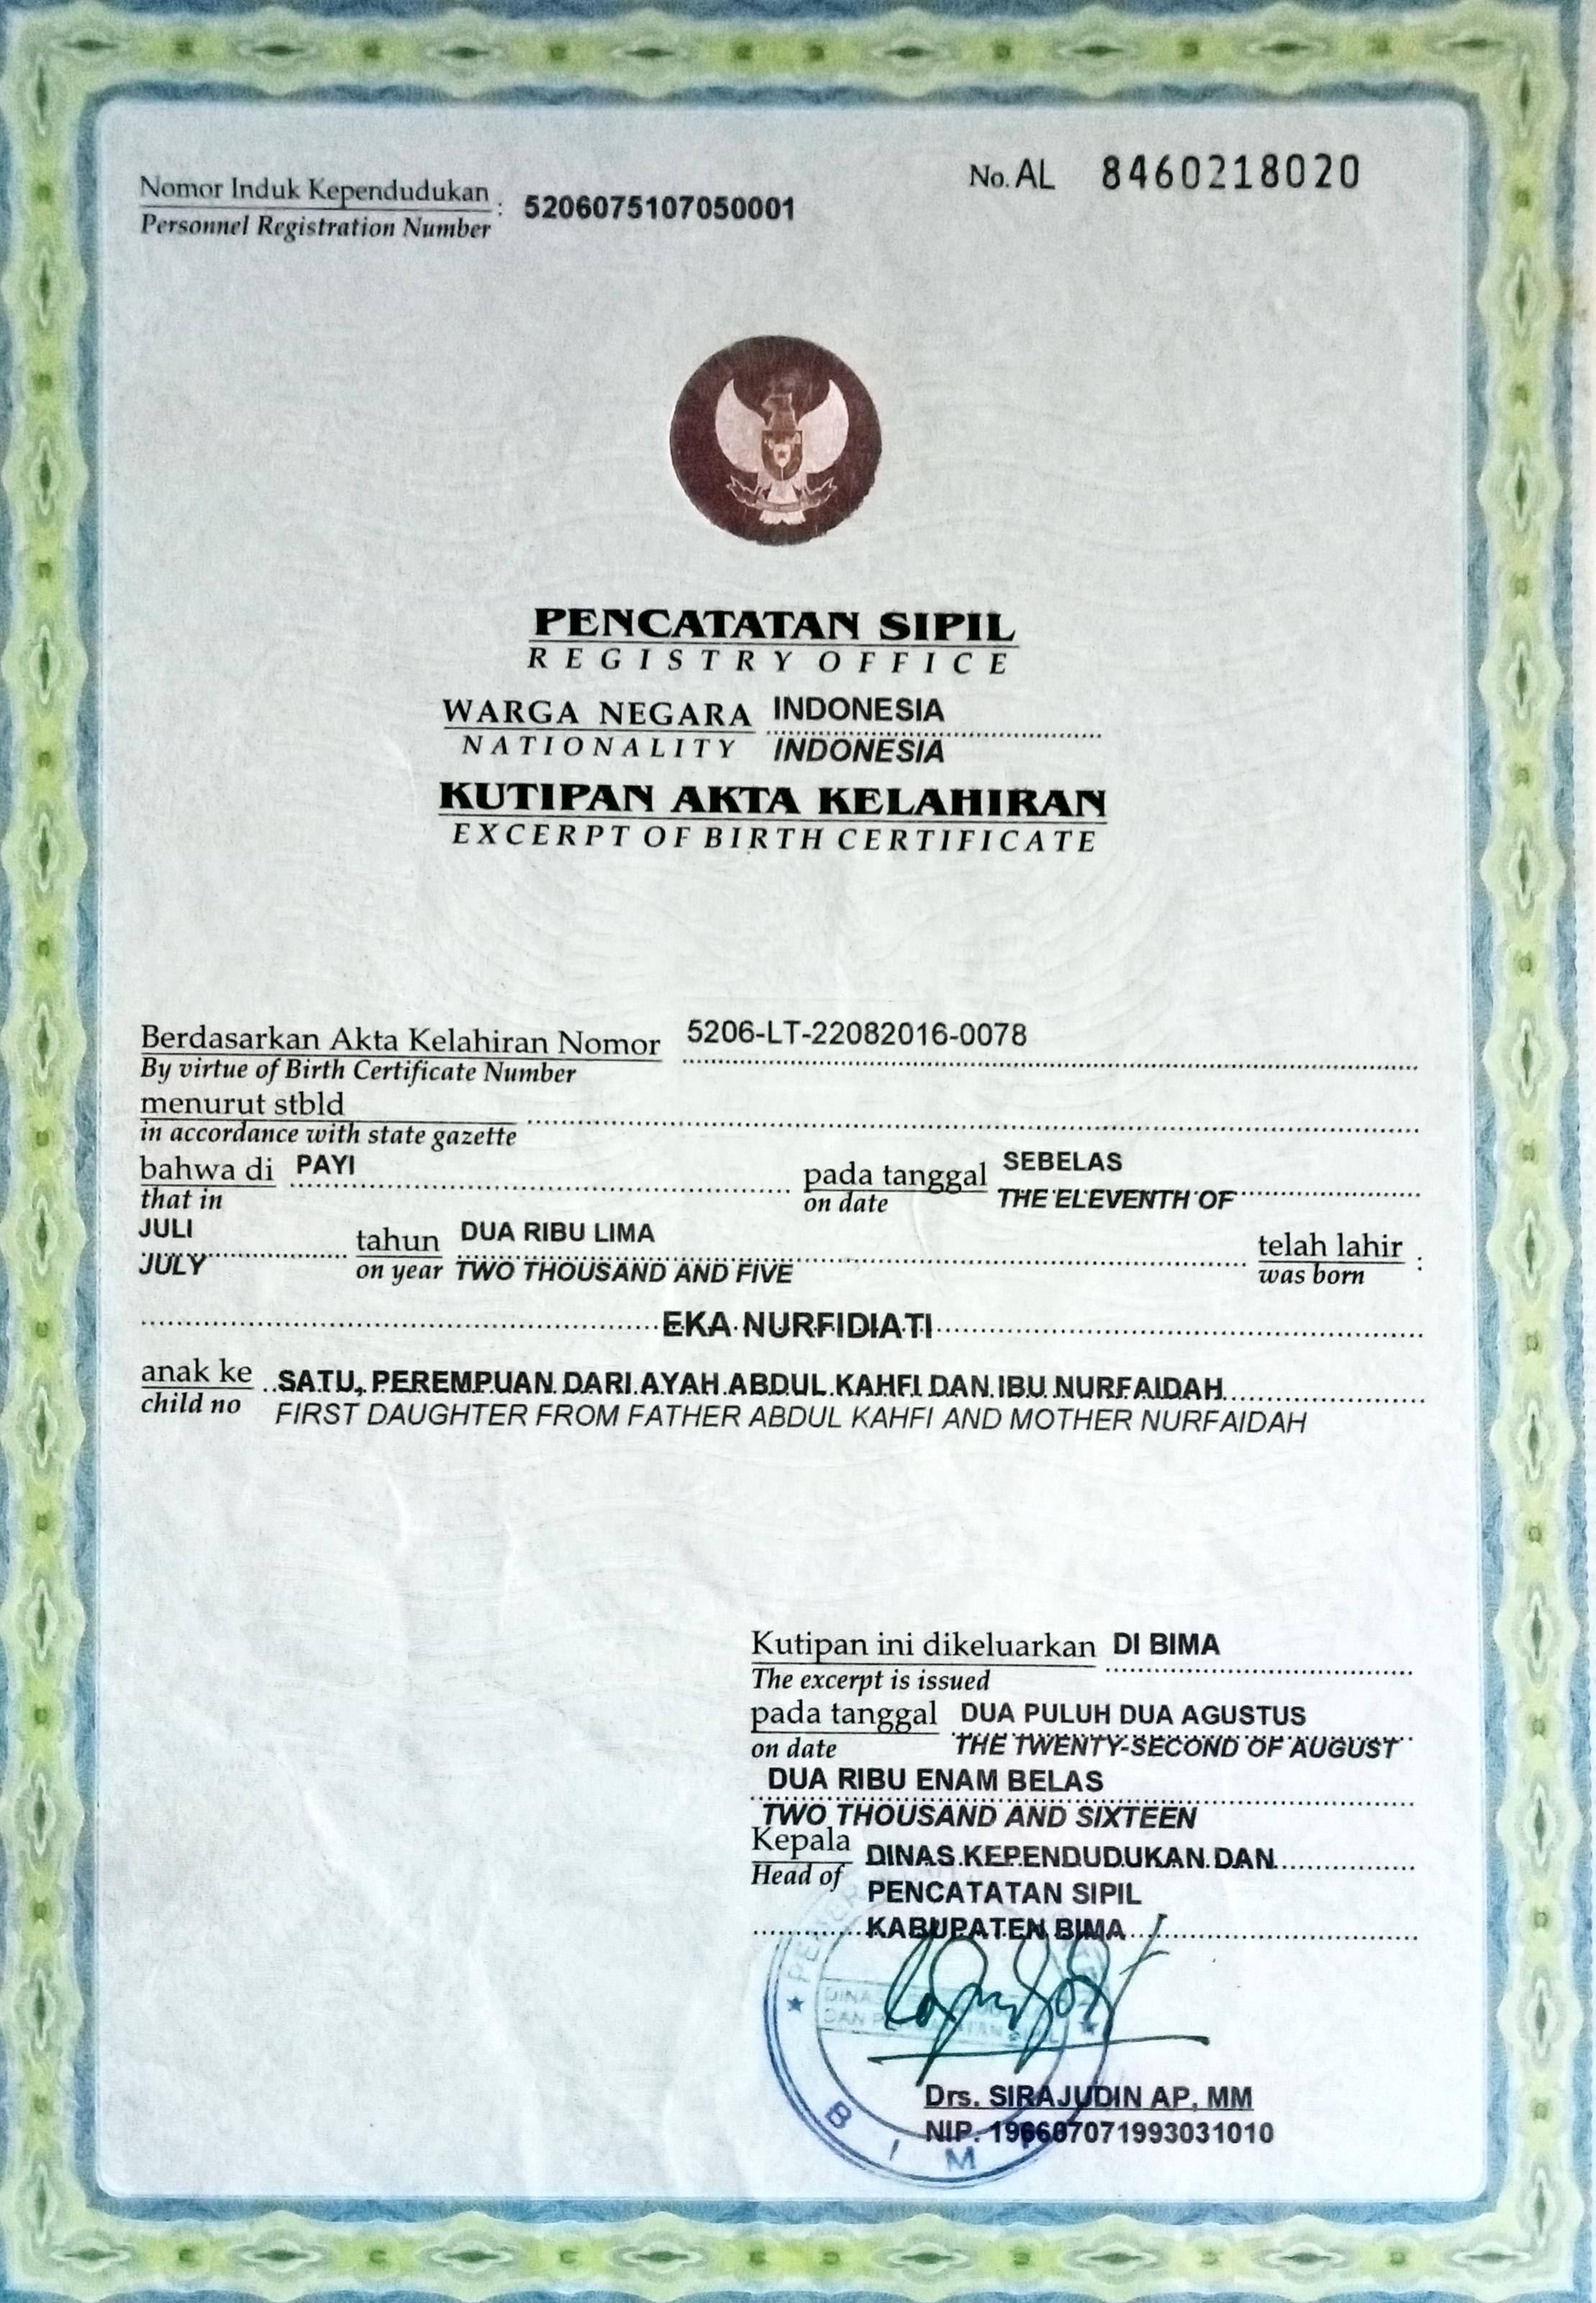 Nomor Induk Kependudukan : 5206075107050001
Personnel Registration Number
No. AL 8460218020
PENCATATAN SIPIL
REGISTRY OFFICE
WARGA NEGARA INDONESIA
NATIONALITY INDONESIA
KUTIPAN AKTA KELAHIRAN
EXCERPT OF BIRTH CERTIFICATE
Berdasarkan Akta Kelahiran Nomor 5206-LT-22082016-0078
By virtue of Birth Certificate Number
menurut stbld
in accordance with state gazette
bahwa di PAYI pada tanggal SEBELAS
that in on date THE ELEVENTH OF
JULI tahun DUA RIBU LIMA telah lahir :
JULY on year TWO THOUSAND AND FIVE was born
EKA NURFIDIATI
anak ke SATU, PEREMPUAN DARI AYAH ABDUL KAHFI DAN IBU NURFAIDAH
child no FIRST DAUGHTER FROM FATHER ABDUL KAHFI AND MOTHER NURFAIDAH
Kutipan ini dikeluarkan DI BIMA
The excerpt is issued
pada tanggal DUA PULUH DUA AGUSTUS
on date THE TWENTY-SECOND OF AUGUST
DUA RIBU ENAM BELAS
TWO THOUSAND AND SIXTEEN
Kepala DINAS KEPENDUDUKAN DAN
Head of
PENCATATAN SIPIL
KABUPATEN BIMA
Drs. SIRAJUDIN AP, MM
NIP. 196607071993031010